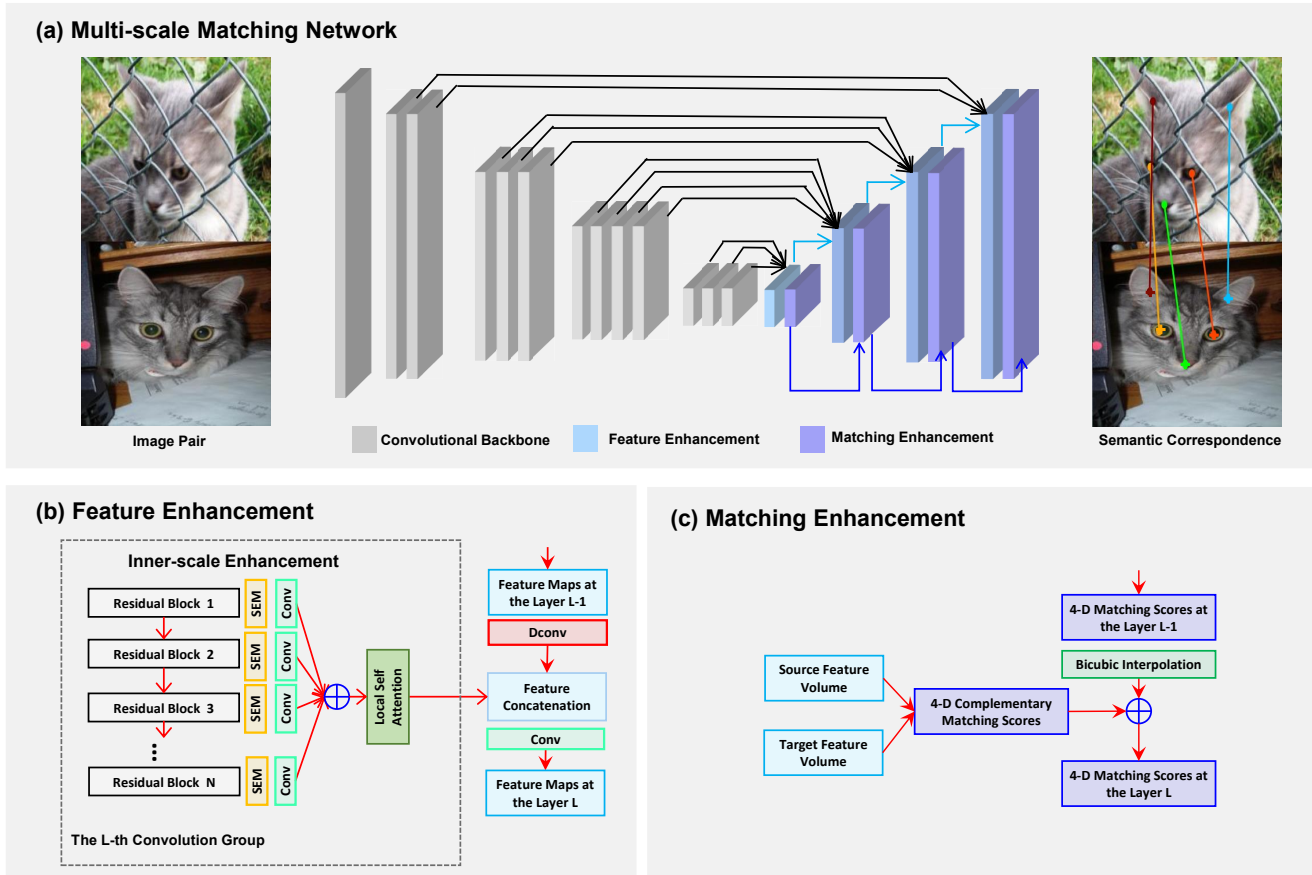 (a) Multi-scale Matching Network
Image Pair
Convolutional Backbone
Feature Enhancement
Matching Enhancement
Semantic Correspondence
(b) Feature Enhancement
Inner-scale Enhancement
Residual Block 1
SEM
Conv
Residual Block 2
SEM
Conv
Residual Block 3
SEM
Conv
Residual Block N
SEM
Conv
Local Self
Attention
The L-th Convolution Group
Feature Maps at
the Layer L-1
Dconv
Feature
Concatenation
Conv
Feature Maps at
the Layer L
(c) Matching Enhancement
Source Feature
Volume
Target Feature
Volume
4-D Complementary
Matching Scores
4-D Matching Scores at
the Layer L-1
Bicubic Interpolation
4-D Matching Scores at
the Layer L